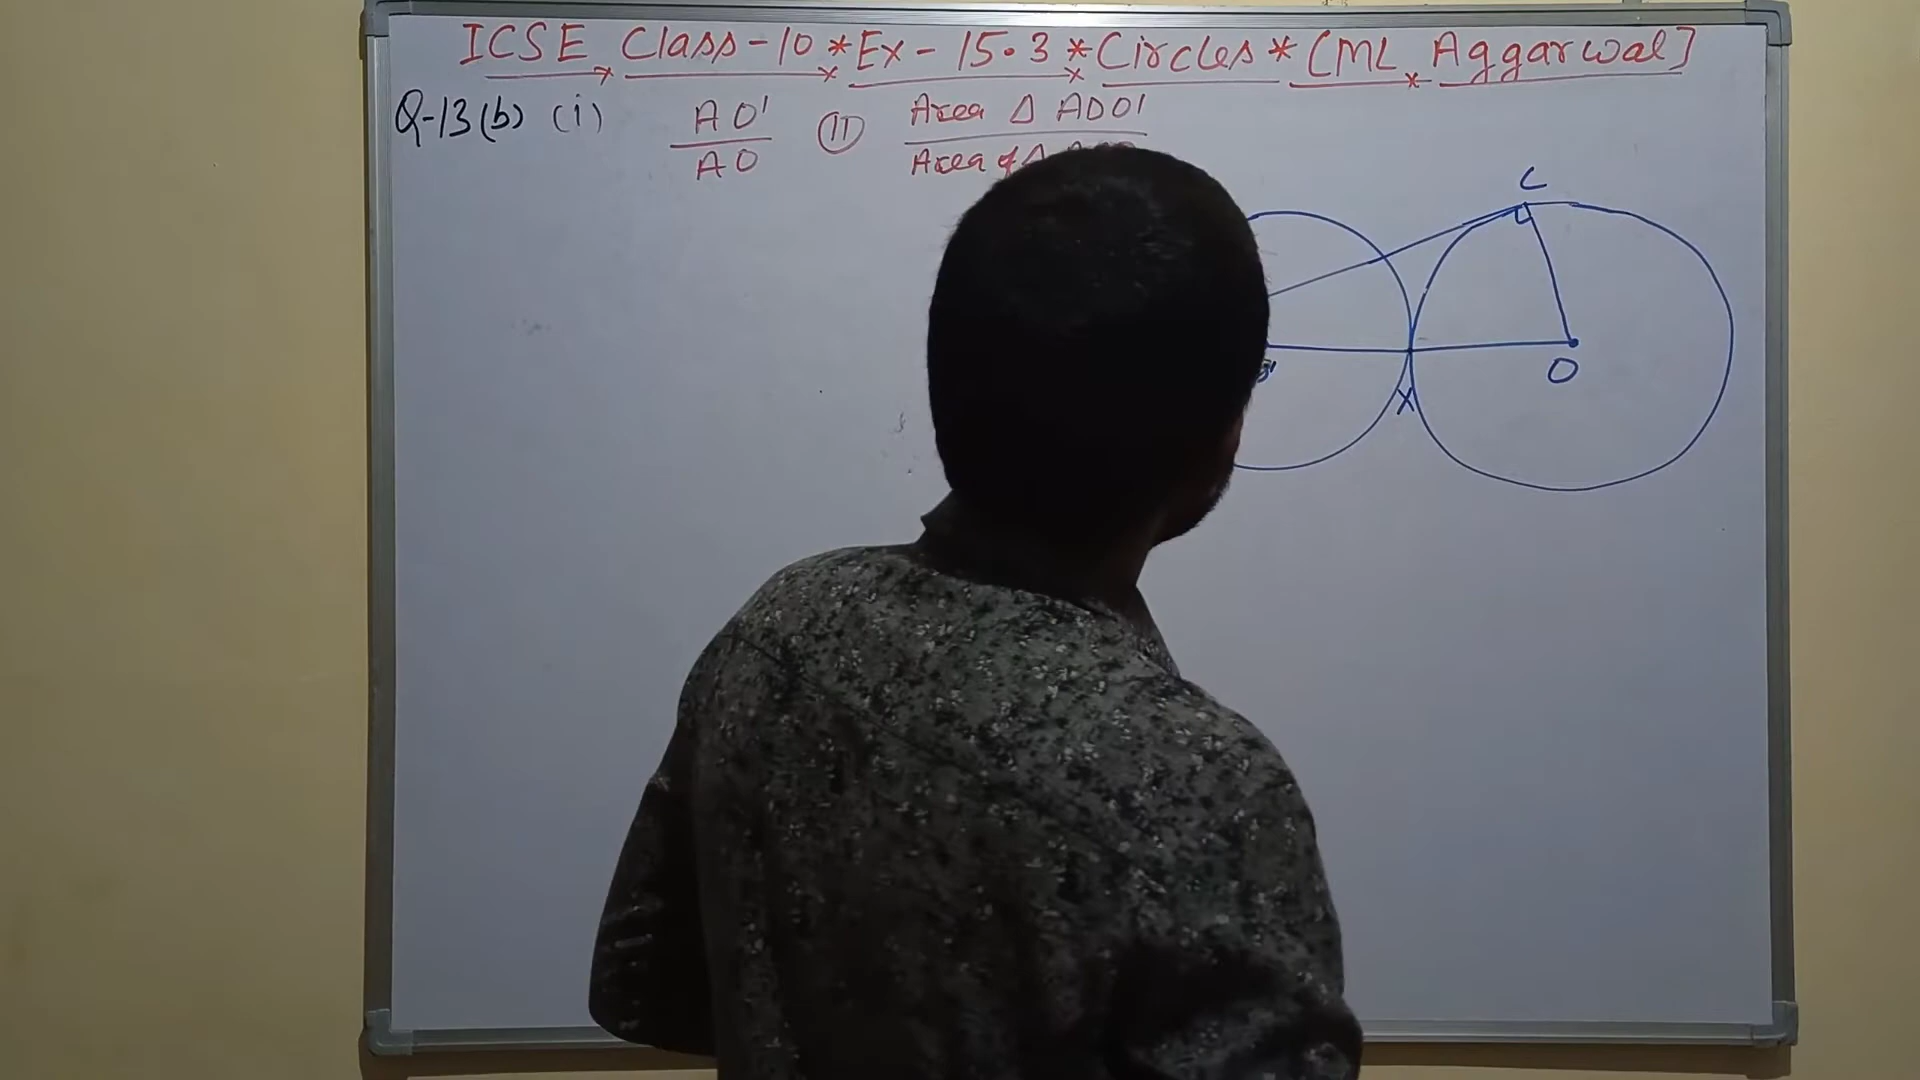 ICSE Class-10 * Ex-15.3 * Circles * [ML Aggarwal]
Q-13(b) (i) AO' / AO (II) Area Δ ADO' / Area of Δ
C
O
X